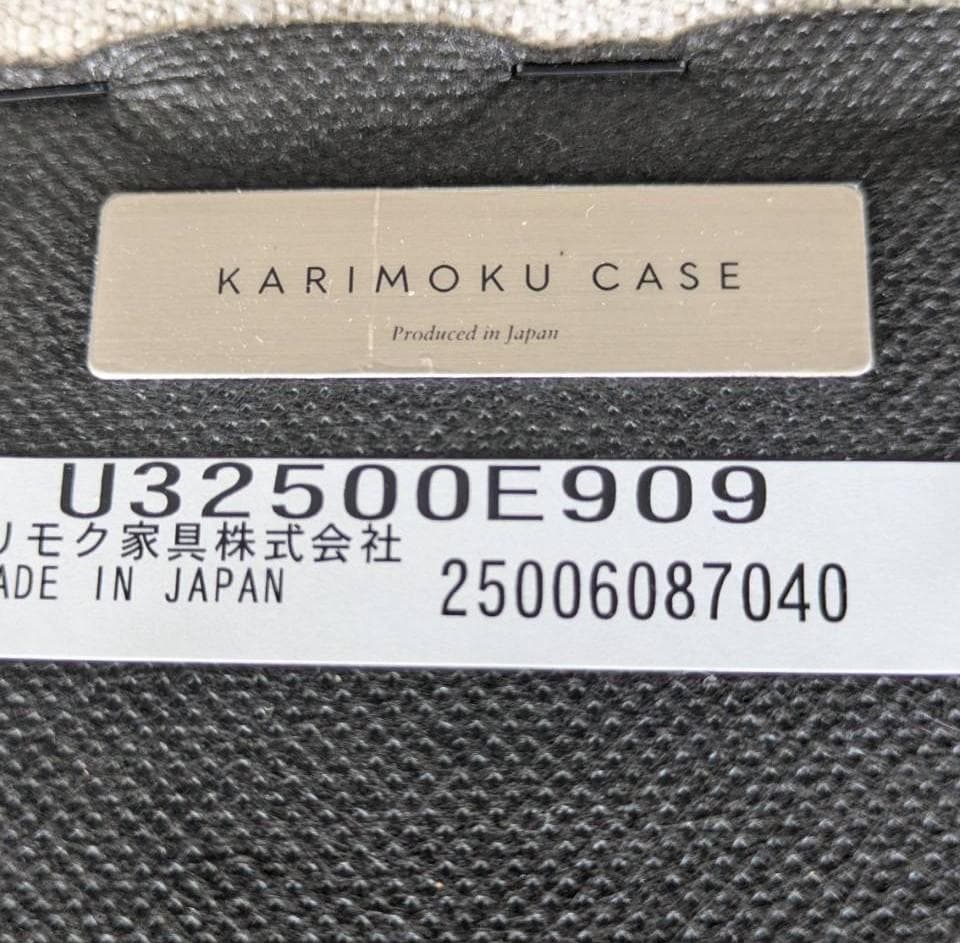 KARIMOKU CASE
Produced in Japan
U32500E909
リモク家具株式会社
ADE IN JAPAN
25006087040